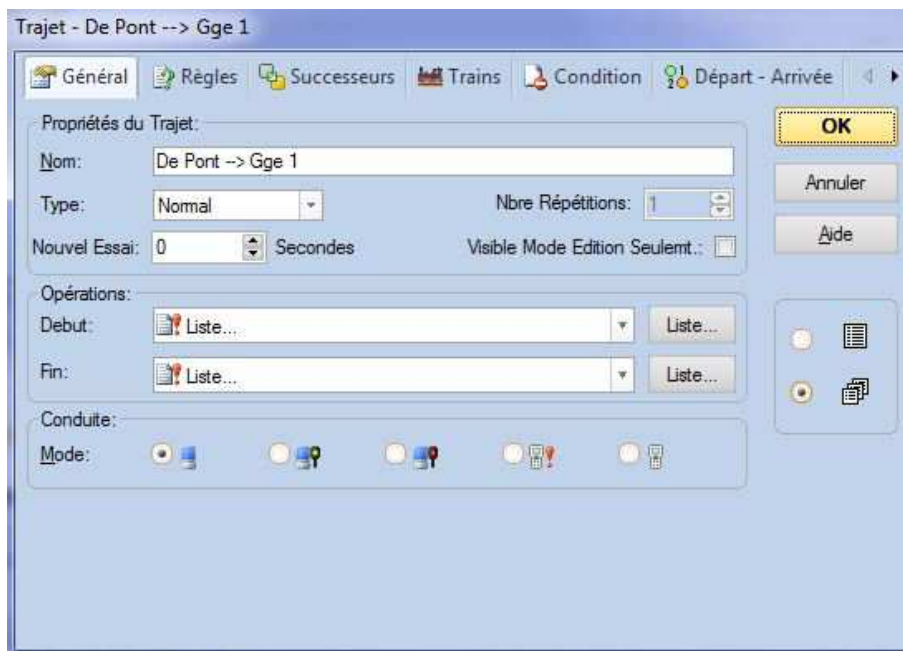 Trajet - De Pont --> Gge 1
Général Règles Successeurs Trains Condition Départ - Arrivée
Propriétés du Trajet:
Nom: De Pont --> Gge 1
Type: Normal Nbre Répétitions: 1
Nouvel Essai: 0 Secondes Visible Mode Edition Seulemt.:
Opérations:
Debut: Liste... Liste...
Fin: Liste... Liste...
Conduite:
Mode:
OK
Annuler
Aide